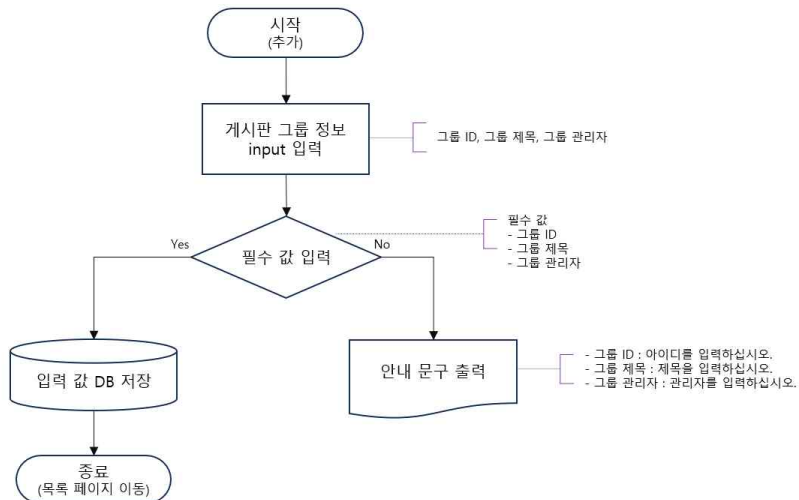 시작
(추가)
게시판 그룹 정보
input 입력
그룹 ID, 그룹 제목, 그룹 관리자
필수 값
- 그룹 ID
- 그룹 제목
- 그룹 관리자
Yes
필수 값 입력
No
입력 값 DB 저장
안내 문구 출력
- 그룹 ID : 아이디를 입력하십시오.
- 그룹 제목 : 제목을 입력하십시오.
- 그룹 관리자 : 관리자를 입력하십시오.
종료
(목록 페이지 이동)